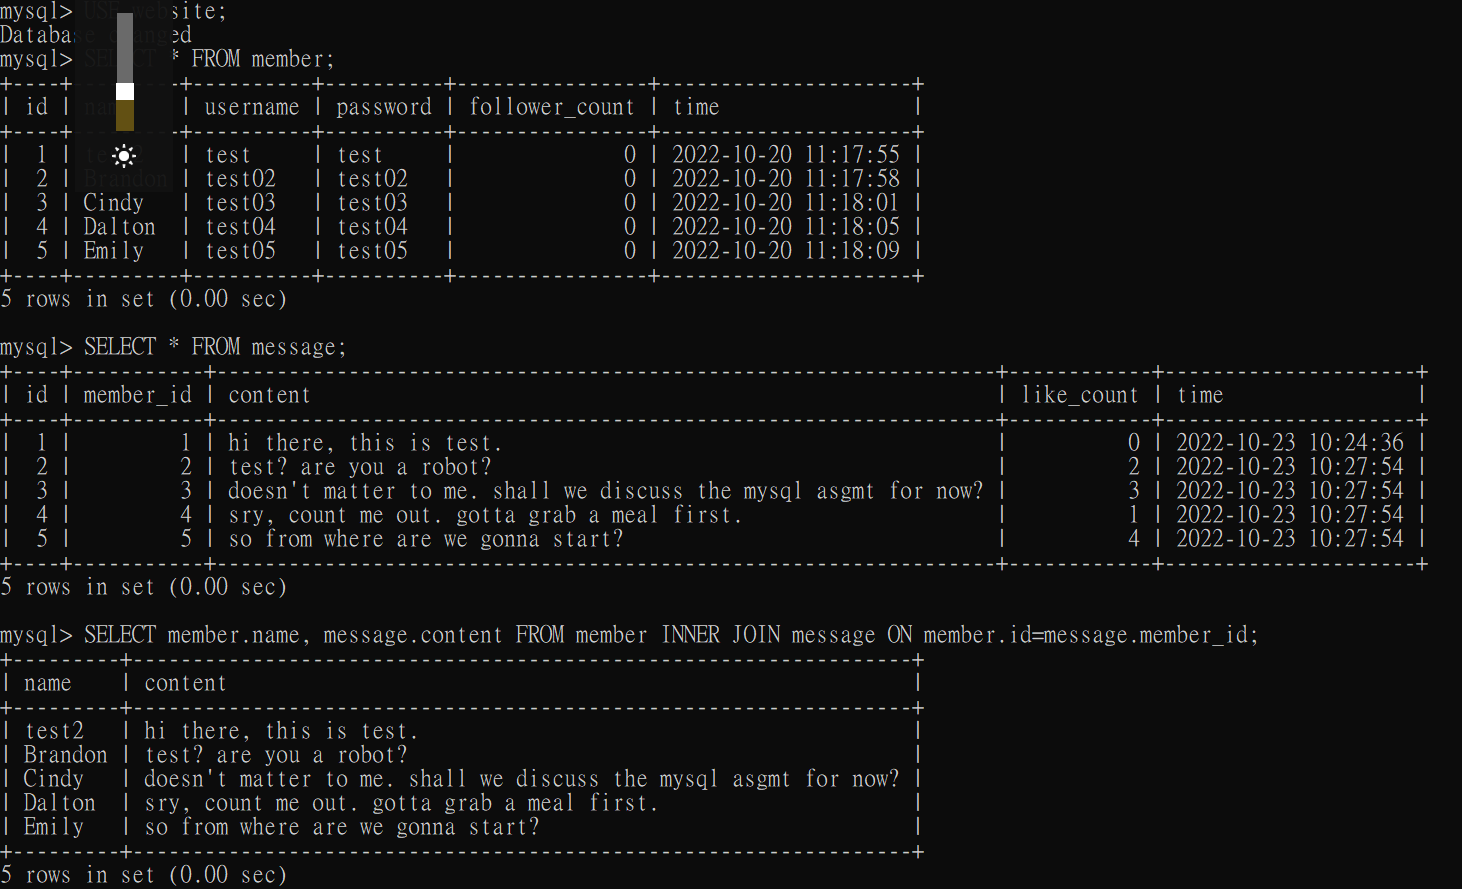 mysql> USE website;
Database changed
mysql> SELECT * FROM member;
+----+----------+----------+----------+----------------+---------------------+
| id | name     | username | password | follower_count | time                |
+----+----------+----------+----------+----------------+---------------------+
|  1 | test2    | test     | test     |              0 | 2022-10-20 11:17:55 |
|  2 | Brandon  | test02   | test02   |              0 | 2022-10-20 11:17:58 |
|  3 | Cindy    | test03   | test03   |              0 | 2022-10-20 11:18:01 |
|  4 | Dalton   | test04   | test04   |              0 | 2022-10-20 11:18:05 |
|  5 | Emily    | test05   | test05   |              0 | 2022-10-20 11:18:09 |
+----+----------+----------+----------+----------------+---------------------+
5 rows in set (0.00 sec)
mysql> SELECT * FROM message;
+----+-----------+-----------------------------------------------------------------+------------+---------------------+
| id | member_id | content                                                         | like_count | time                |
+----+-----------+-----------------------------------------------------------------+------------+---------------------+
|  1 |         1 | hi there, this is test.                                         |          0 | 2022-10-23 10:24:36 |
|  2 |         2 | test? are you a robot?                                          |          2 | 2022-10-23 10:27:54 |
|  3 |         3 | doesn't matter to me. shall we discuss the mysql asgmt for now? |          3 | 2022-10-23 10:27:54 |
|  4 |         4 | sry, count me out. gotta grab a meal first.                     |          1 | 2022-10-23 10:27:54 |
|  5 |         5 | so from where are we gonna start?                               |          4 | 2022-10-23 10:27:54 |
+----+-----------+-----------------------------------------------------------------+------------+---------------------+
5 rows in set (0.00 sec)
mysql> SELECT member.name, message.content FROM member INNER JOIN message ON member.id=message.member_id;
+---------+-----------------------------------------------------------------+
| name    | content                                                         |
+---------+-----------------------------------------------------------------+
| test2   | hi there, this is test.                                         |
| Brandon | test? are you a robot?                                          |
| Cindy   | doesn't matter to me. shall we discuss the mysql asgmt for now? |
| Dalton  | sry, count me out. gotta grab a meal first.                     |
| Emily   | so from where are we gonna start?                               |
+---------+-----------------------------------------------------------------+
5 rows in set (0.00 sec)